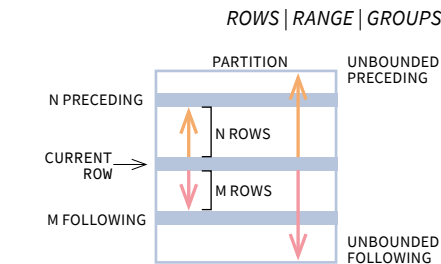 ROWS | RANGE | GROUPS
PARTITION
UNBOUNDED
PRECEDING
N PRECEDING
N ROWS
CURRENT
ROW
M ROWS
M FOLLOWING
UNBOUNDED
FOLLOWING